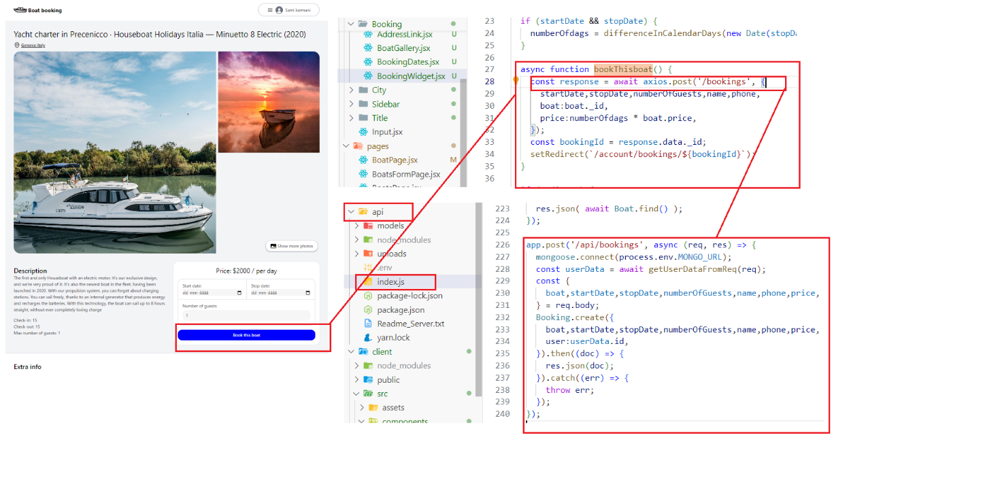 Boat booking
Sami karmani
Yacht charter in Precenicco · Houseboat Holidays Italia — Minuetto 8 Electric (2020)
Genova italy
Show more photos
Description
The first and only Houseboat with an electric motor. It's our exclusive design,
and we're very proud of it. It's also the newest boat in the fleet, having been
launched in 2020. With our propulsion system, you can forget about charging
stations. You can sail freely, thanks to an internal generator that produces energy
and recharges the batteries. With this technology, the boat can sail up to 8 hours
straight, without ever completely losing charge
Check-in: 15
Check-out: 15
Max number of guests: 1
Price: $2000 / per day
Start date:
dd-mm-åååå
Stop date:
dd-mm-åååå
Number of guests:
1
Book this boat
Extra info
Booking
AddressLink.jsx U
BoatGallery.jsx U
BookingDates.jsx U
BookingWidget.jsx U
City
Sidebar
Title
Input.jsx
pages
BoatPage.jsx M
BoatsFormPage.jsx
BoatsPage.jsx
23 if (startDate && stopDate) {
24 numberOfdags = differenceInCalendarDays(new Date(stopDa
25 }
26
27 async function bookThisboat() {
28 const response = await axios.post('/bookings', {
29 startDate,stopDate,numberOfGuests,name,phone,
30 boat:boat._id,
31 price:numberOfdags * boat.price,
32 });
33 const bookingId = response.data._id;
34 setRedirect(`/account/bookings/${bookingId}`);
35 }
36
api
models
node_modules
uploads
.env
index.js
package-lock.json
package.json
Readme_Server.txt
yarn.lock
client
node_modules
public
src
assets
components
223 res.json( await Boat.find() );
224 });
225
226 app.post('/api/bookings', async (req, res) => {
227 mongoose.connect(process.env.MONGO_URL);
228 const userData = await getUserDataFromReq(req);
229 const {
230 boat,startDate,stopDate,numberOfGuests,name,phone,price,
231 } = req.body;
232 Booking.create({
233 boat,startDate,stopDate,numberOfGuests,name,phone,price,
234 user:userData.id,
235 }).then((doc) => {
236 res.json(doc);
237 }).catch((err) => {
238 throw err;
239 });
240 });